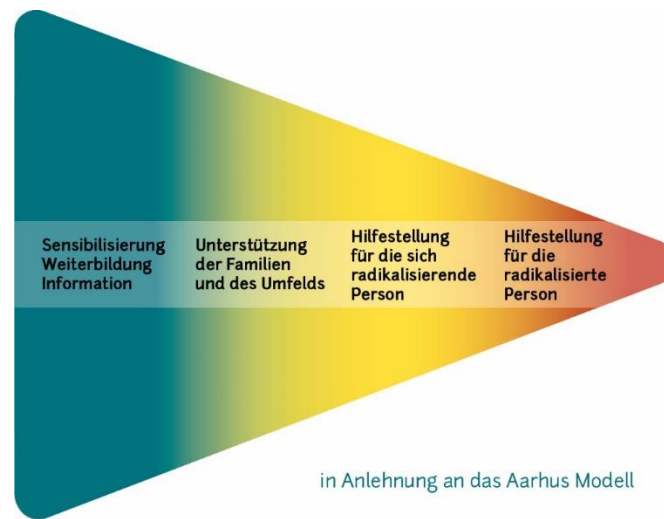 Sensibilisierung
Weiterbildung
Information
Unterstützung
der Familien
und des Umfelds
Hilfestellung
für die sich
radikalisierende
Person
Hilfestellung
für die
radikalisierte
Person
in Anlehnung an das Aarhus Modell